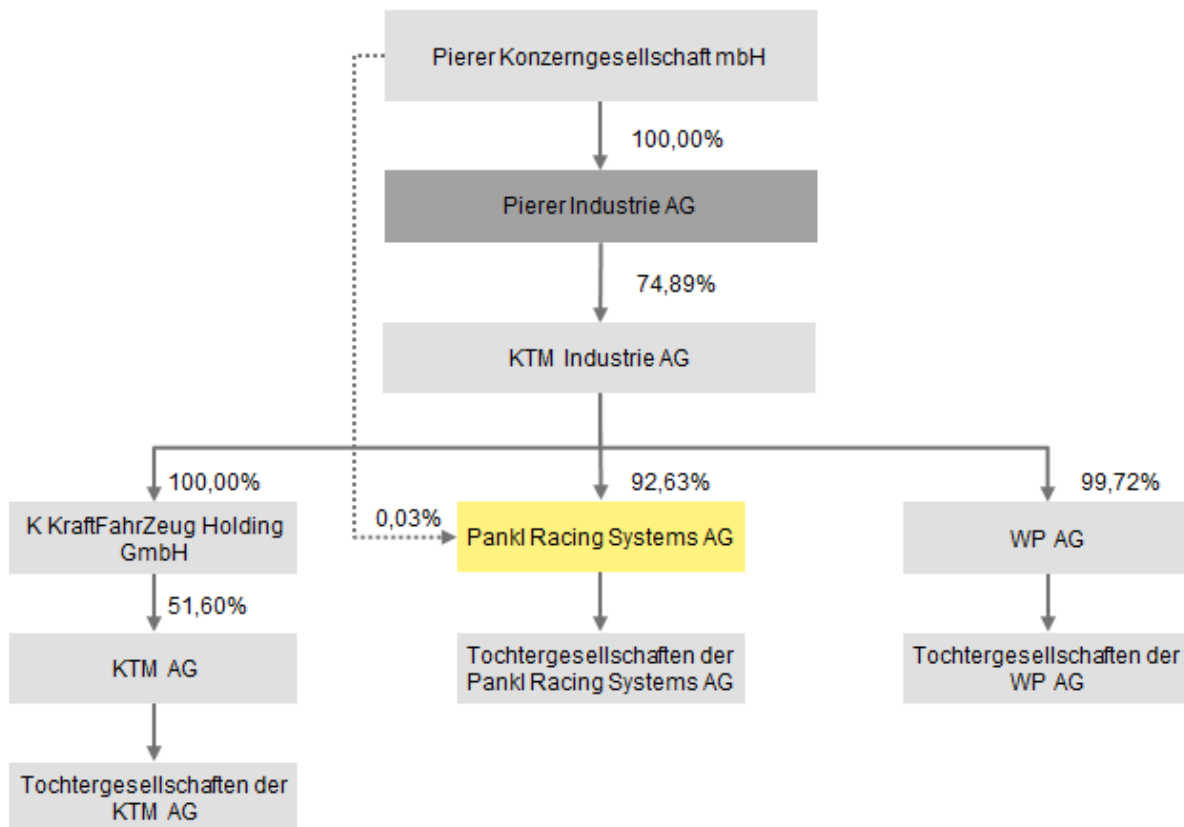 Pierer Konzerngesellschaft mbH
100,00%
Pierer Industrie AG
74,89%
KTM Industrie AG
100,00%
92,63%
99,72%
K KraftFahrZeug Holding
GmbH
0,03%
Pankl Racing Systems AG
WP AG
51,60%
KTM AG
Tochtergesellschaften der
Pankl Racing Systems AG
Tochtergesellschaften der
WP AG
Tochtergesellschaften der
KTM AG